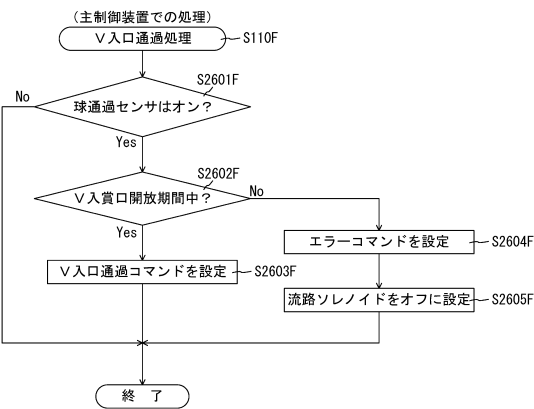 （主制御装置での処理）
Ｖ入口通過処理
S110F
S2601F
No
球通過センサはオン？
Yes
S2602F
Ｖ入賞口開放期間中？
No
Yes
エラーコマンドを設定
S2604F
Ｖ入口通過コマンドを設定
S2603F
流路ソレノイドをオフに設定
S2605F
終 了